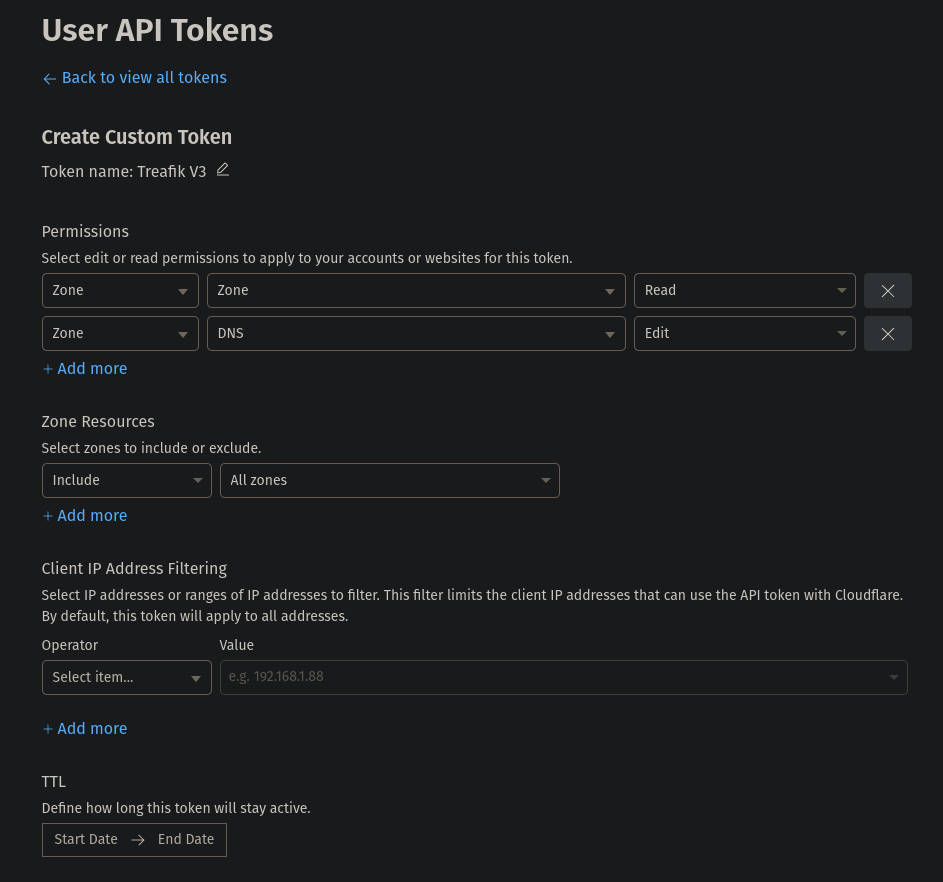 User API Tokens
← Back to view all tokens
Create Custom Token
Token name: Treafik V3
Permissions
Select edit or read permissions to apply to your accounts or websites for this token.
Zone Zone Read
Zone DNS Edit
+ Add more
Zone Resources
Select zones to include or exclude.
Include All zones
+ Add more
Client IP Address Filtering
Select IP addresses or ranges of IP addresses to filter. This filter limits the client IP addresses that can use the API token with Cloudflare.
By default, this token will apply to all addresses.
Operator Value
Select item... e.g. 192.168.1.88
+ Add more
TTL
Define how long this token will stay active.
Start Date → End Date